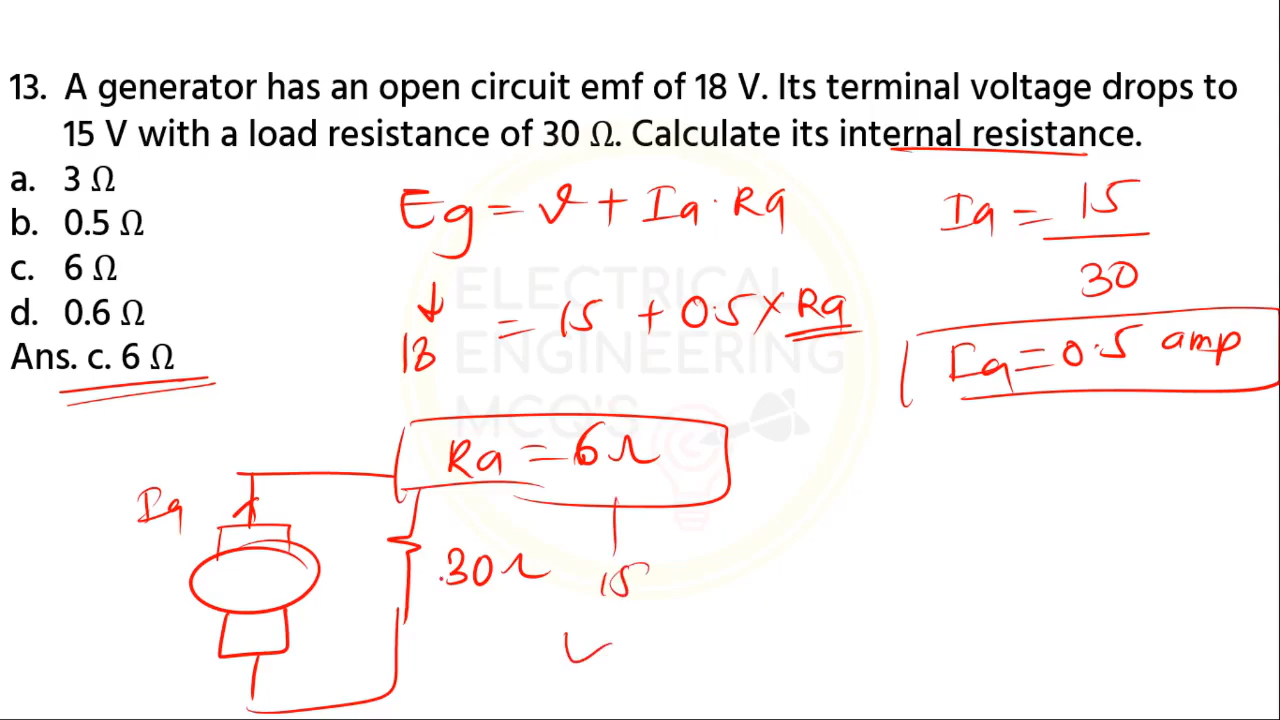 13. A generator has an open circuit emf of 18 V. Its terminal voltage drops to
15 V with a load resistance of 30 Ω. Calculate its internal resistance.
a. 3 Ω
b. 0.5 Ω
c. 6 Ω
d. 0.6 Ω
Ans. c. 6 Ω
Eg = V + Ia · Ra
↓
18 = 15 + 0.5 × Ra
Ia = 15
30
Ia = 0.5 amp
Ra = 6Ω
Ia
30Ω
15
V
ELECTRICAL
ENGINEERING
MCQ'S